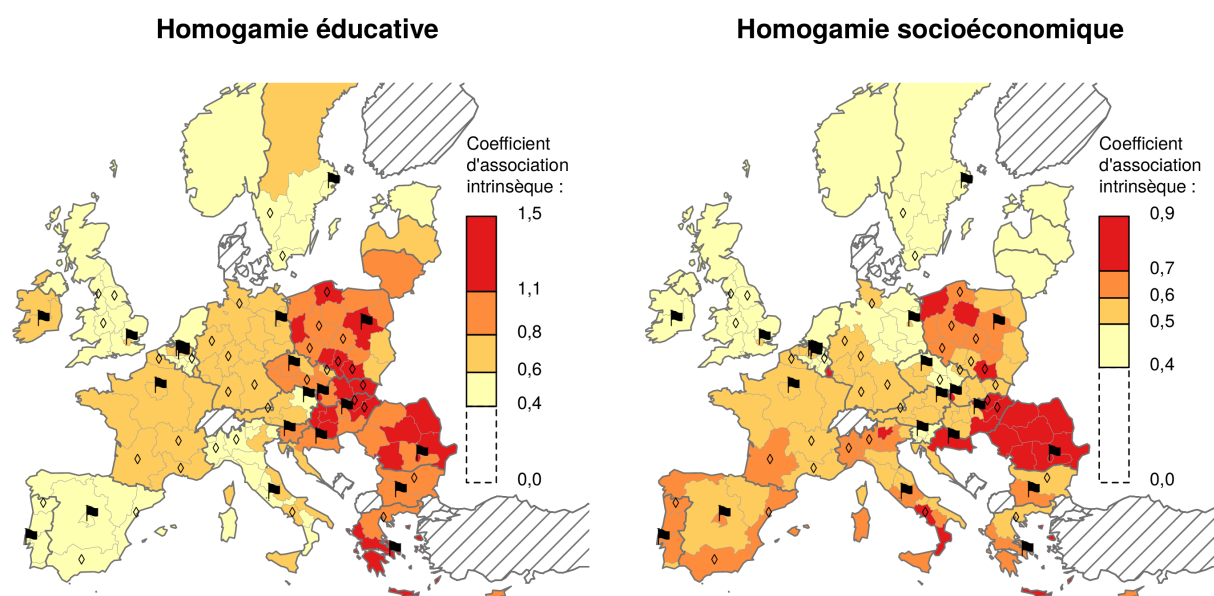 Homogamie éducative
Homogamie socioéconomique
Coefficient
d'association
intrinsèque :
1,5
1,1
0,8
0,6
0,4
0,0
Coefficient
d'association
intrinsèque :
0,9
0,7
0,6
0,5
0,4
0,0